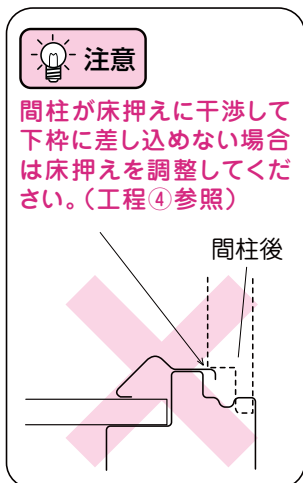 注意
間柱が床押えに干渉して
下枠に差し込めない場合
は床押えを調整してくだ
さい。(工程④参照)
間柱後